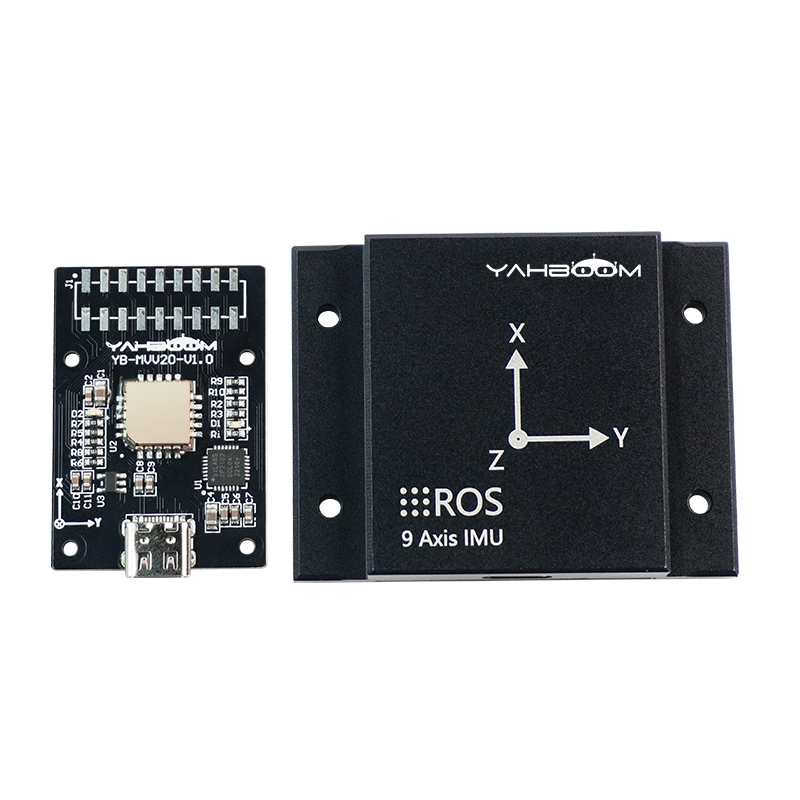 J1
YAHBOOM
YB-MVV20-V1.0
C2
C1
D2
R7
R5
R4
R8
R6
U2
R9
R10
R2
R3
D1
R1
C8
C9
U1
C10
C11
U3
C4
C5
C6
C7
X
Y
YAHBOOM
X
Y
Z
ROS
9 Axis IMU